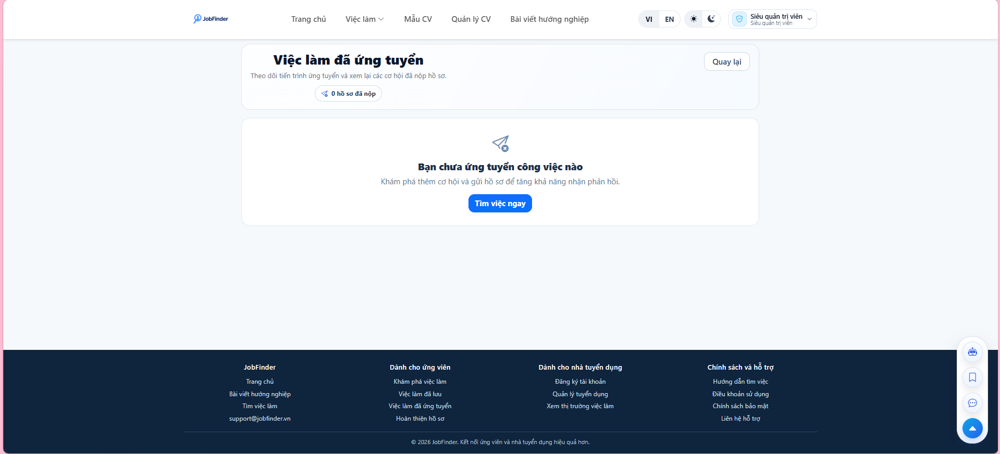 JobFinder
Trang chủ
Việc làm
Mẫu CV
Quản lý CV
Bài viết hướng nghiệp
VI
EN
Siêu quản trị viên
Siêu quản trị viên
Việc làm đã ứng tuyển
Quay lại
Theo dõi tiến trình ứng tuyển và xem lại các cơ hội đã nộp hồ sơ.
0 hồ sơ đã nộp
Bạn chưa ứng tuyển công việc nào
Khám phá thêm cơ hội và gửi hồ sơ để tăng khả năng nhận phản hồi.
Tìm việc ngay
JobFinder
Trang chủ
Bài viết hướng nghiệp
Tìm việc làm
support@jobfinder.vn
Dành cho ứng viên
Khám phá việc làm
Việc làm đã lưu
Việc làm đã ứng tuyển
Hoàn thiện hồ sơ
Dành cho nhà tuyển dụng
Đăng ký tài khoản
Quản lý tuyển dụng
Xem thị trường việc làm
Chính sách và hỗ trợ
Hướng dẫn tìm việc
Điều khoản sử dụng
Chính sách bảo mật
Liên hệ hỗ trợ
© 2026 JobFinder. Kết nối ứng viên và nhà tuyển dụng hiệu quả hơn.